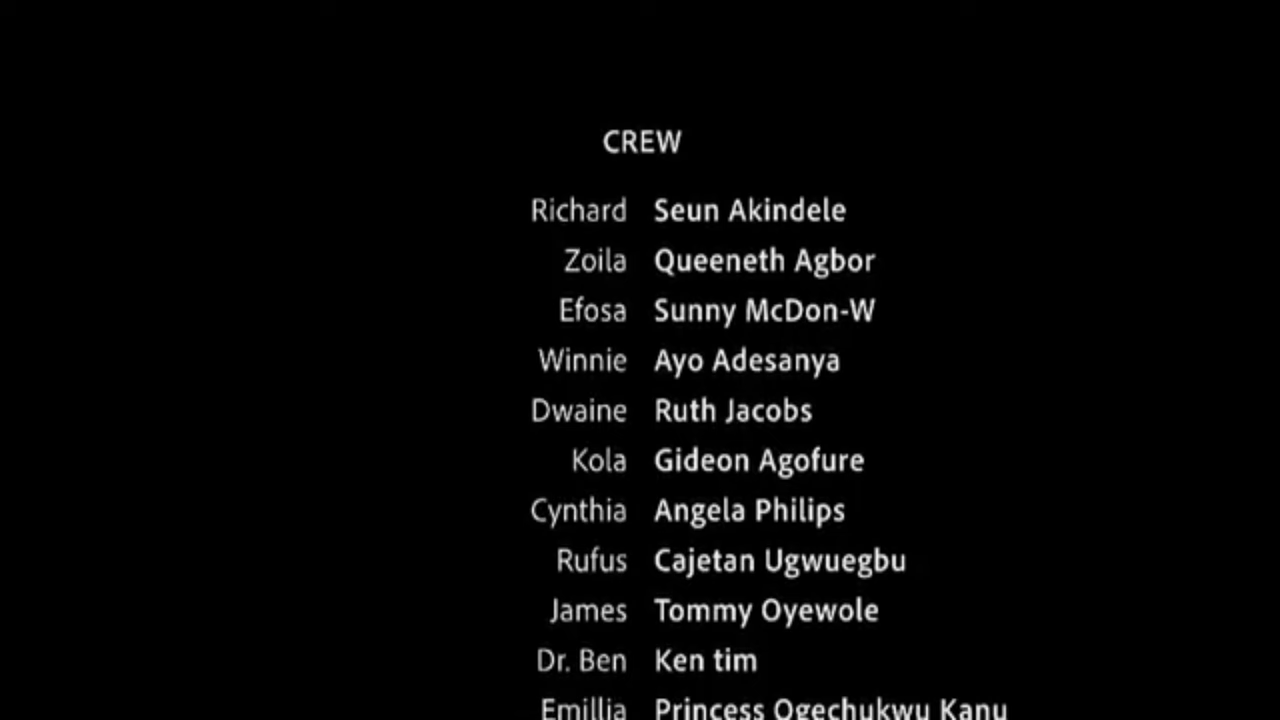 CREW
Richard Seun Akindele
Zoila Queeneth Agbor
Efosa Sunny McDon-W
Winnie Ayo Adesanya
Dwaine Ruth Jacobs
Kola Gideon Agofure
Cynthia Angela Philips
Rufus Cajetan Ugwuegbu
James Tommy Oyewole
Dr. Ben Ken tim
Emillia Princess Ogechukwu Kanu